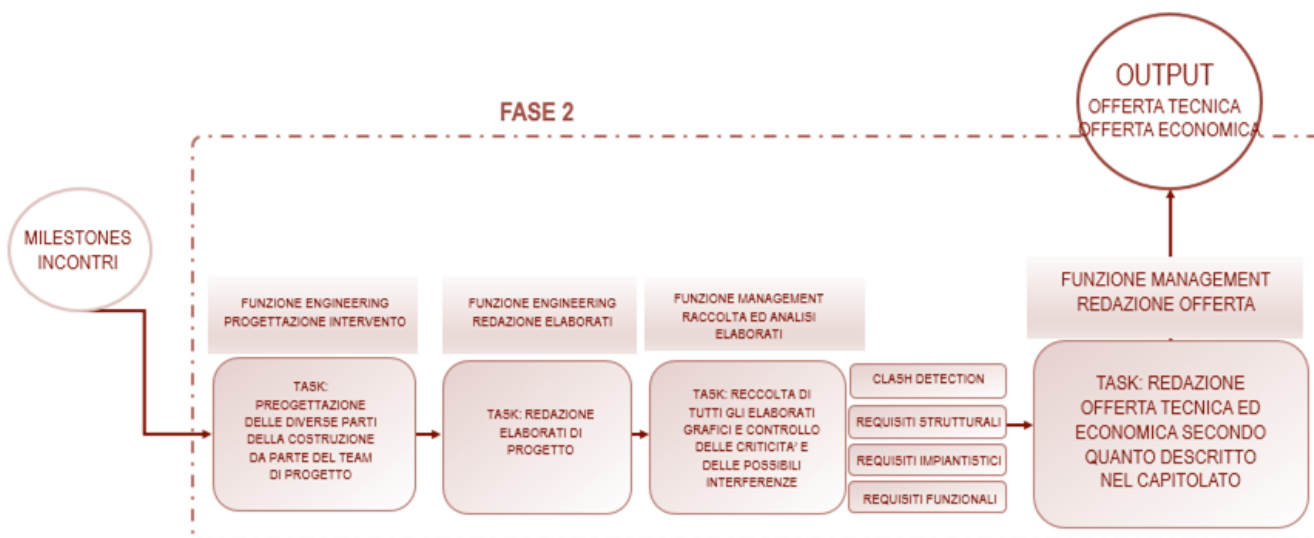 OUTPUT
OFFERTA TECNICA
OFFERTA ECONOMICA
FASE 2
MILESTONES
INCONTRI
FUNZIONE ENGINEERING
PROGETTAZIONE INTERVENTO
TASK:
PREOGETTAZIONE
DELLE DIVERSE PARTI
DELLA COSTRUZIONE
DA PARTE DEL TEAM
DI PROGETTO
FUNZIONE ENGINEERING
REDAZIONE ELABORATI
TASK: REDAZIONE
ELABORATI DI
PROGETTO
FUNZIONE MANAGEMENT
RACCOLTA ED ANALISI
ELABORATI
TASK: RECCOLTA DI
TUTTI GLI ELABORATI
GRAFICI E CONTROLLO
DELLE CRITICITA' E
DELLE POSSIBILI
INTERFERENZE
CLASH DETECTION
REQUISITI STRUTTURALI
REQUISITI IMPIANTISTICI
REQUISITI FUNZIONALI
FUNZIONE MANAGEMENT
REDAZIONE OFFERTA
TASK: REDAZIONE
OFFERTA TECNICA ED
ECONOMICA SECONDO
QUANTO DESCRITTO
NEL CAPITOLATO